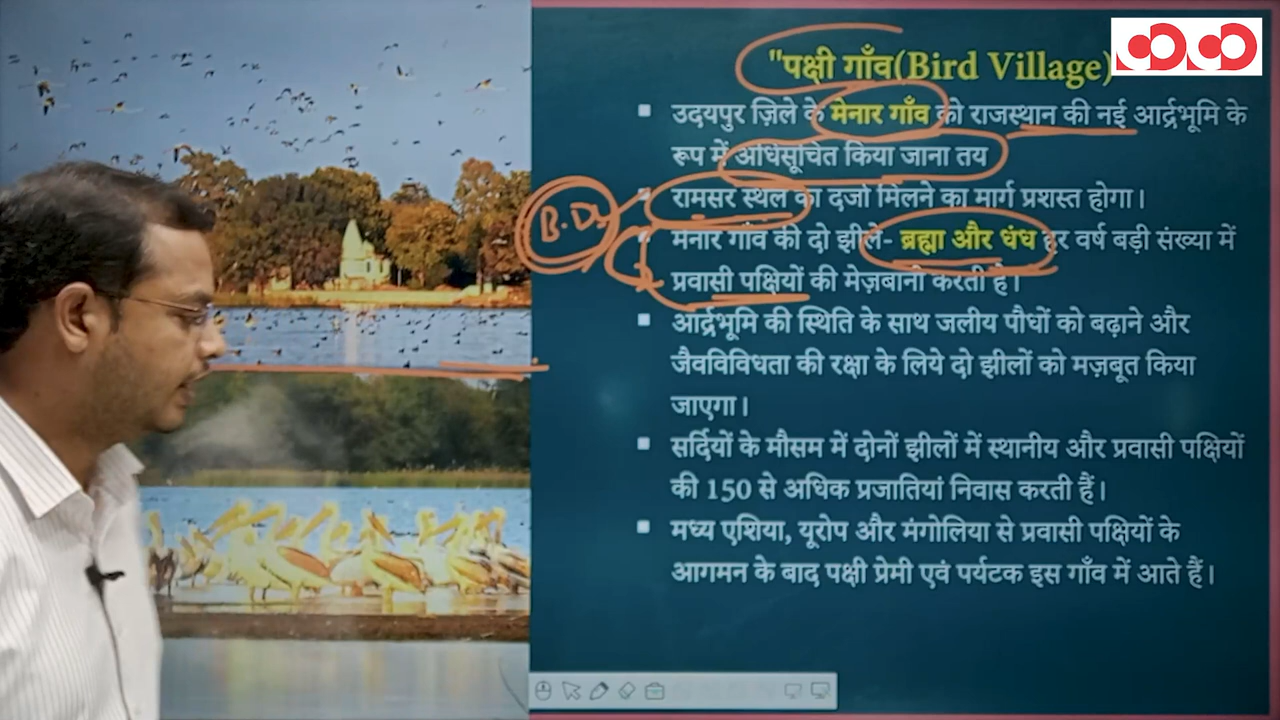 "पक्षी गाँव(Bird Village)
उदयपुर ज़िले के मेनार गाँव को राजस्थान की नई आर्द्रभूमि के
रूप में अधिसूचित किया जाना तय
रामसर स्थल का दर्जा मिलने का मार्ग प्रशस्त होगा।
मेनार गाँव की दो झीलें- ब्रह्मा और धंध हर वर्ष बड़ी संख्या में
प्रवासी पक्षियों की मेज़बानी करती है।
आर्द्रभूमि की स्थिति के साथ जलीय पौधों को बढ़ाने और
जैवविविधता की रक्षा के लिये दो झीलों को मज़बूत किया
जाएगा।
सर्दियों के मौसम में दोनों झीलों में स्थानीय और प्रवासी पक्षियों
की 150 से अधिक प्रजातियां निवास करती हैं।
मध्य एशिया, यूरोप और मंगोलिया से प्रवासी पक्षियों के
आगमन के बाद पक्षी प्रेमी एवं पर्यटक इस गाँव में आते हैं।
B.D.